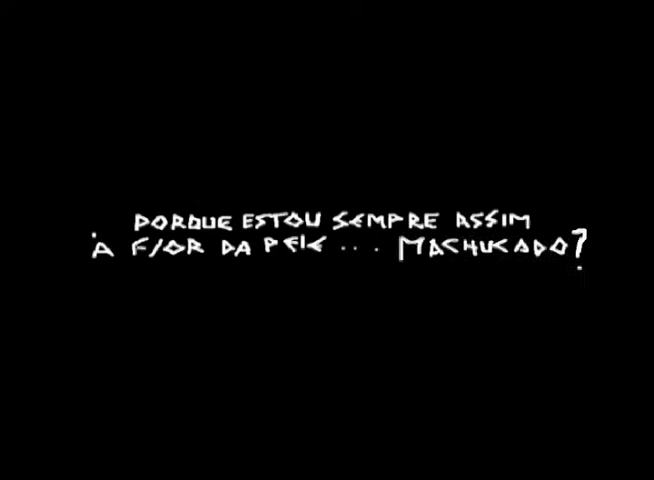 PORQUE ESTOU SEMPRE ASSIM
À FLOR DA PELE ... MACHUCADO?